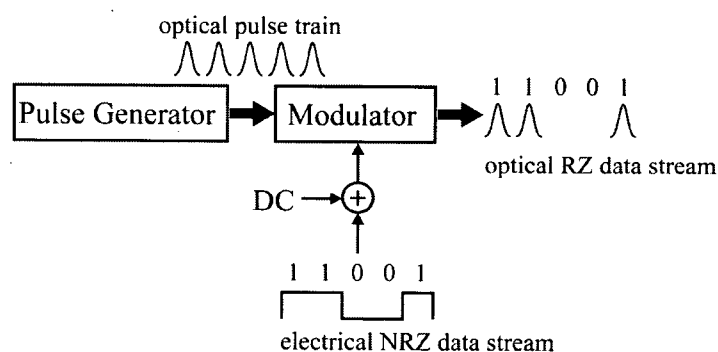 optical pulse train
Pulse Generator
Modulator
1 1 0 0 1
optical RZ data stream
DC
+
1 1 0 0 1
electrical NRZ data stream